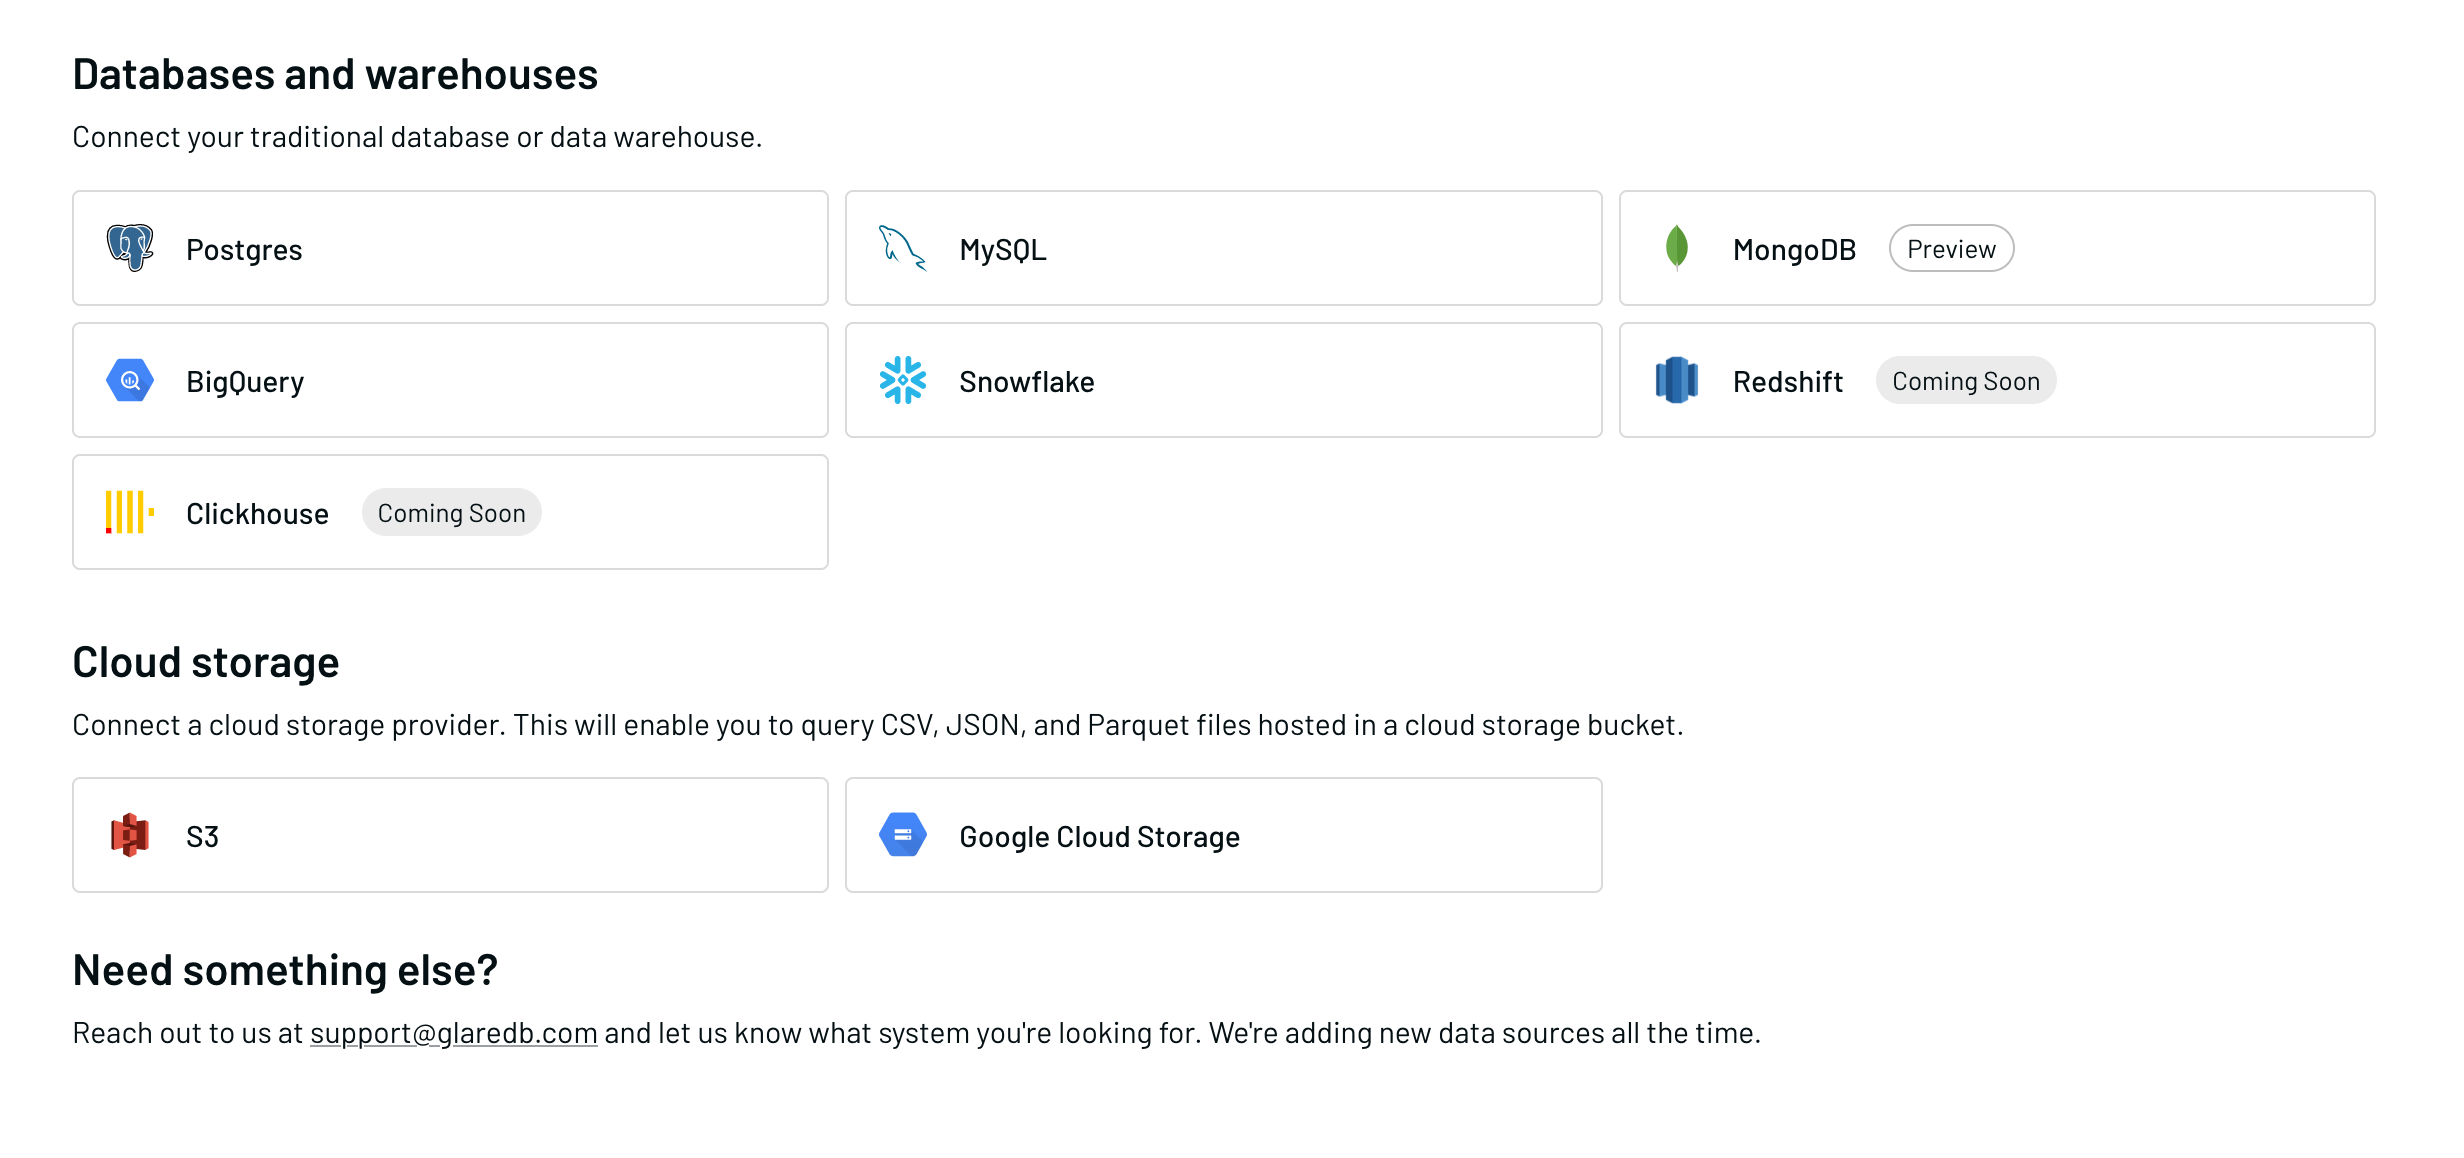 Databases and warehouses
Connect your traditional database or data warehouse.
Postgres
MySQL
MongoDB Preview
BigQuery
Snowflake
Redshift Coming Soon
Clickhouse Coming Soon
Cloud storage
Connect a cloud storage provider. This will enable you to query CSV, JSON, and Parquet files hosted in a cloud storage bucket.
S3
Google Cloud Storage
Need something else?
Reach out to us at support@glaredb.com and let us know what system you're looking for. We're adding new data sources all the time.